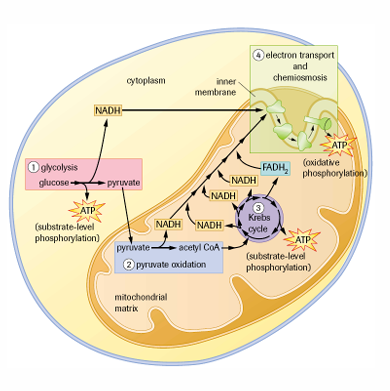 4 electron transport
and
chemiosmosis
cytoplasm
inner
membrane
NADH
ATP
(oxidative
phosphorylation)
1 glycolysis
glucose
pyruvate
FADH2
NADH
NADH
ATP
(substrate-level
phosphorylation)
NADH
NADH
3
Krebs
cycle
pyruvate
acetyl CoA
ATP
(substrate-level
phosphorylation)
2 pyruvate oxidation
mitochondrial
matrix